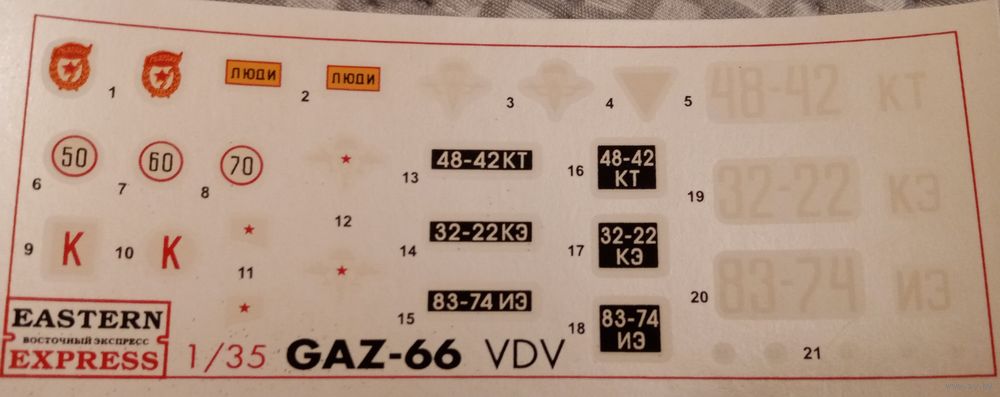 1
ЛЮДИ
2
ЛЮДИ
3
4
5
48-42 КТ
6
50
7
60
8
70
13
48-42 КТ
16
48-42
КТ
19
32-22 КЭ
9
К
10
К
11
12
14
32-22 КЭ
17
32-22
КЭ
20
83-74 ИЭ
15
83-74 ИЭ
18
83-74
ИЭ
21
EASTERN
ВОСТОЧНЫЙ ЭКСПРЕСС
EXPRESS
1/35 GAZ-66 VDV